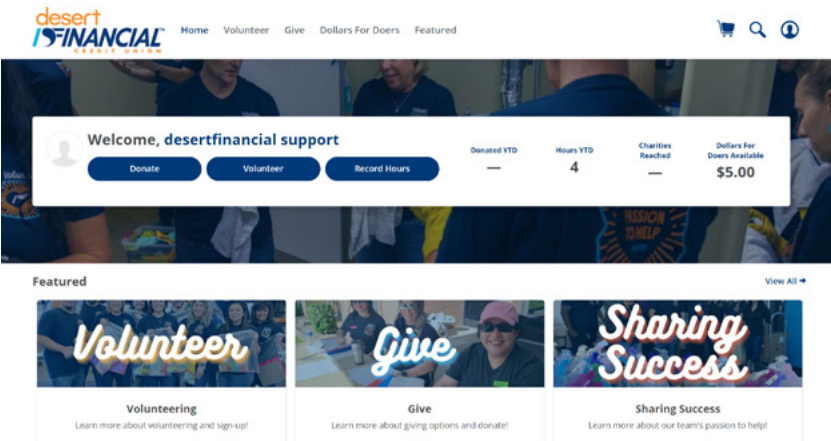 desert
FINANCIAL
CREDIT UNION
Home Volunteer Give Dollars For Doers Featured
Welcome, desertfinancial support
Donate Volunteer Record Hours
Donated YTD
—
Hours YTD
4
Charities
Reached
—
Dollars For
Doers Available
$5.00
PASSION
TO HELP
Featured
View All →
Volunteer
Give
Sharing
Success
Volunteering
Learn more about volunteering and sign-up!
Give
Learn more about giving options and donate!
Sharing Success
Learn more about our team's passion to help!